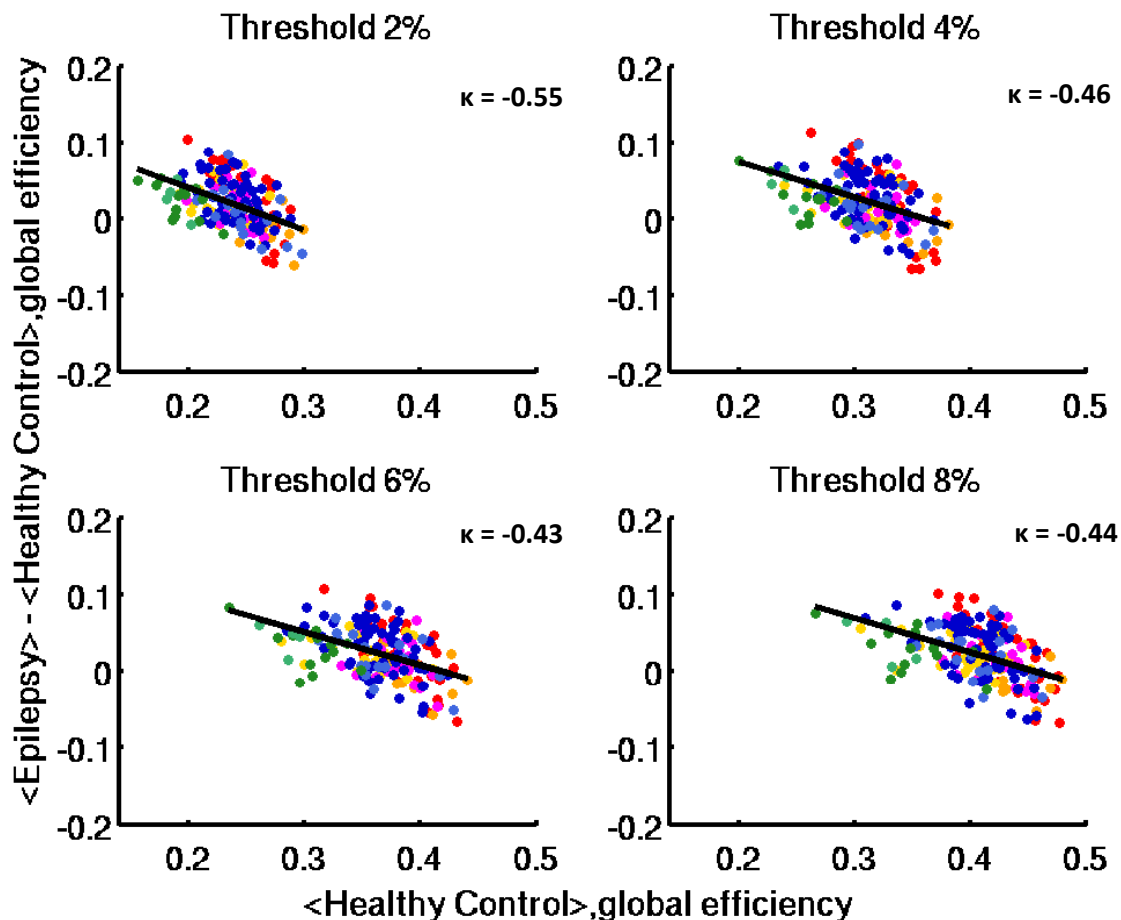 Threshold 2%
Threshold 4%
κ = -0.55
κ = -0.46
0.2
0.1
0
-0.1
-0.2
0.2 0.3 0.4 0.5
0.2
0.1
0
-0.1
-0.2
0.2 0.3 0.4 0.5
Threshold 6%
Threshold 8%
κ = -0.43
κ = -0.44
0.2
0.1
0
-0.1
-0.2
0.2 0.3 0.4 0.5
0.2
0.1
0
-0.1
-0.2
0.2 0.3 0.4 0.5
<Epilepsy> - <Healthy Control>,global efficiency
<Healthy Control>,global efficiency